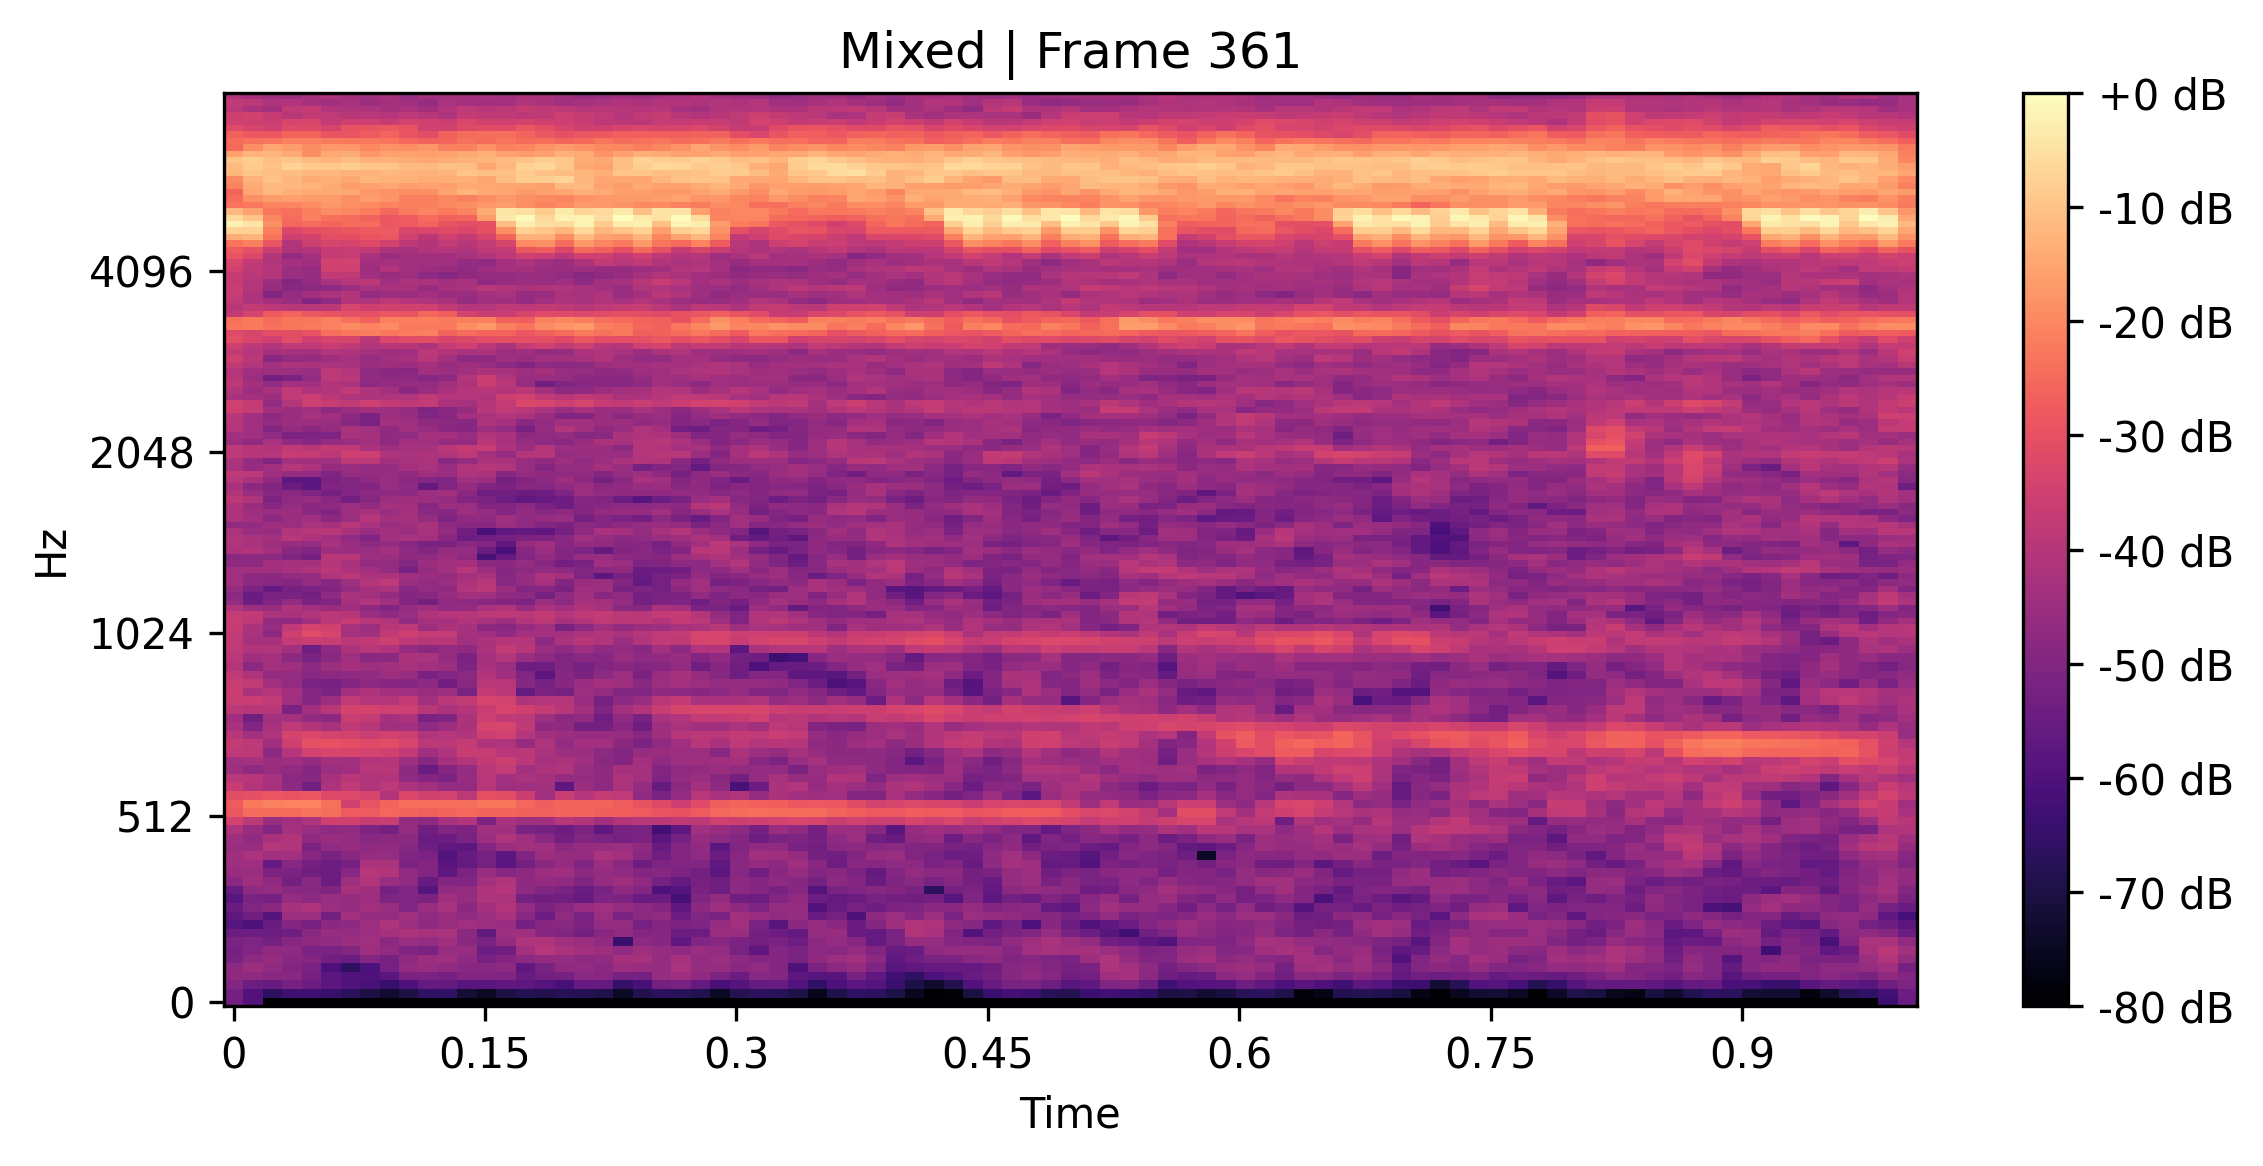 Mixed | Frame 361
+0 dB
-10 dB
4096
-20 dB
-30 dB
2048
-40 dB
Hz
1024
-50 dB
-60 dB
512
-70 dB
0
-80 dB
0 0.15 0.3 0.45 0.6 0.75 0.9
Time